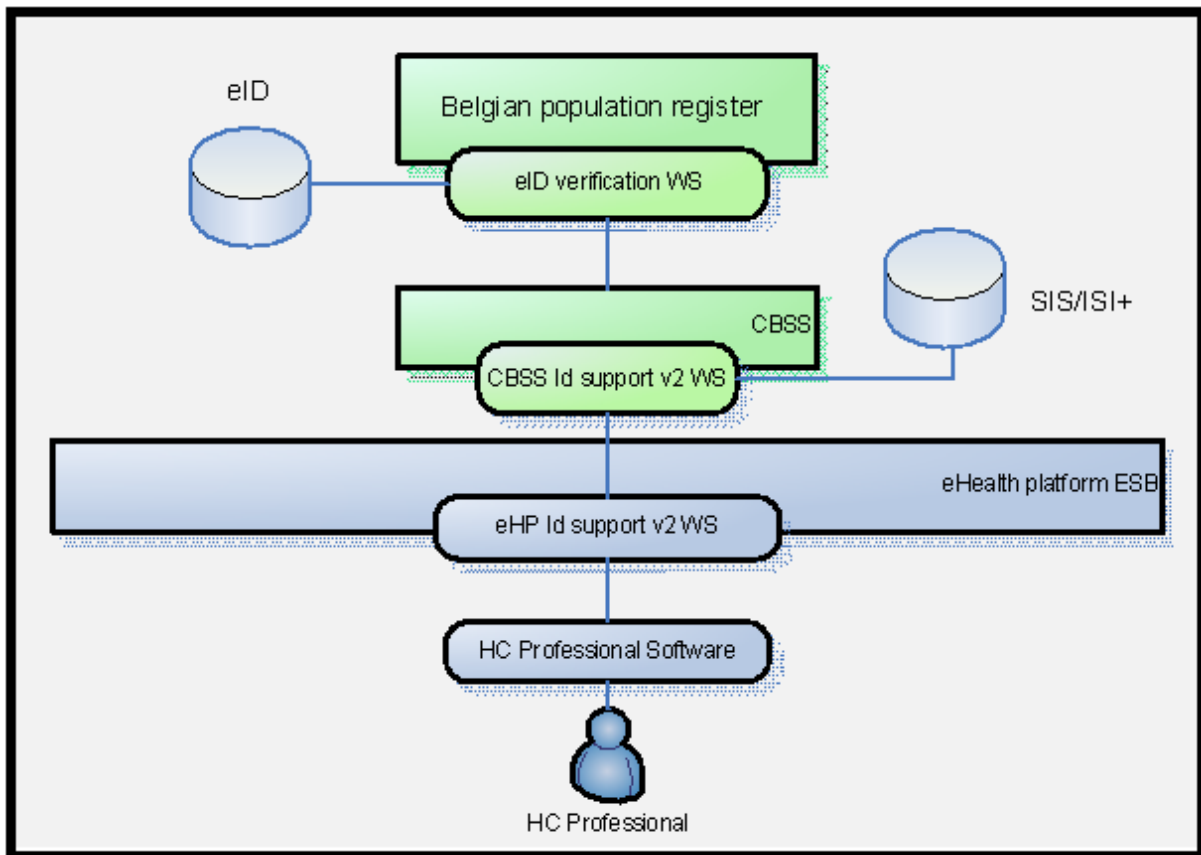 eID
Belgian population register
eID verification WS
SIS/ISI+
CBSS
CBSS Id support v2 WS
eHealth platform ESB
eHP Id support v2 WS
HC Professional Software
HC Professional